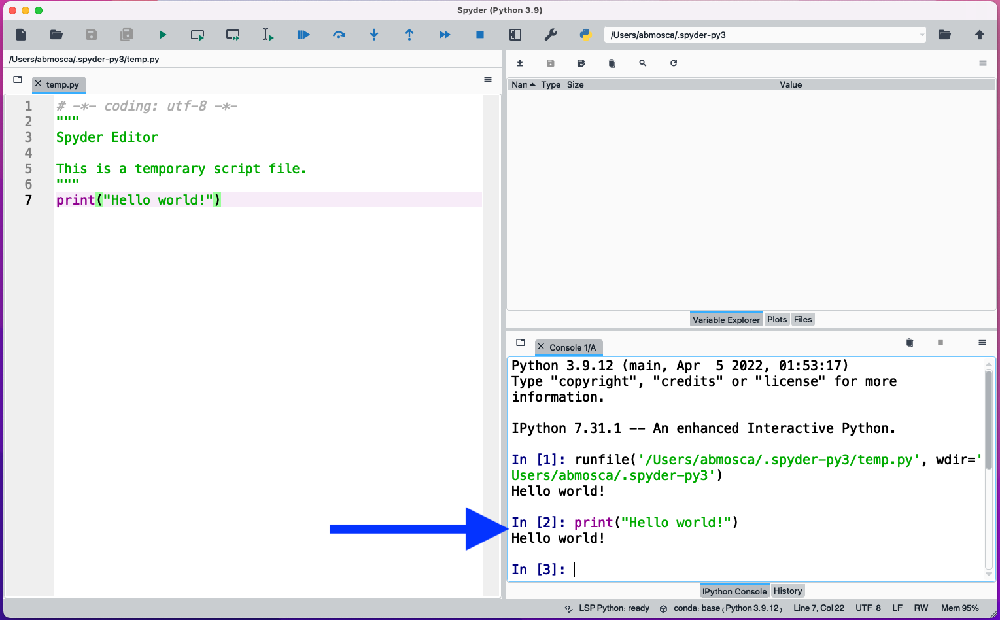 Spyder (Python 3.9)
/Users/abmosca/.spyder-py3
/Users/abmosca/.spyder-py3/temp.py
temp.py
1 # -*- coding: utf-8 -*-
2 """
3 Spyder Editor
4
5 This is a temporary script file.
6 """
7 print("Hello world!")
Nan Type Size Value
Variable Explorer Plots Files
Console 1/A
Python 3.9.12 (main, Apr  5 2022, 01:53:17)
Type "copyright", "credits" or "license" for more
information.
IPython 7.31.1 -- An enhanced Interactive Python.
In [1]: runfile('/Users/abmosca/.spyder-py3/temp.py', wdir='
Users/abmosca/.spyder-py3')
Hello world!
In [2]: print("Hello world!")
Hello world!
In [3]:
IPython Console History
LSP Python: ready conda: base (Python 3.9.12) Line 7, Col 22 UTF-8 LF RW Mem 95%